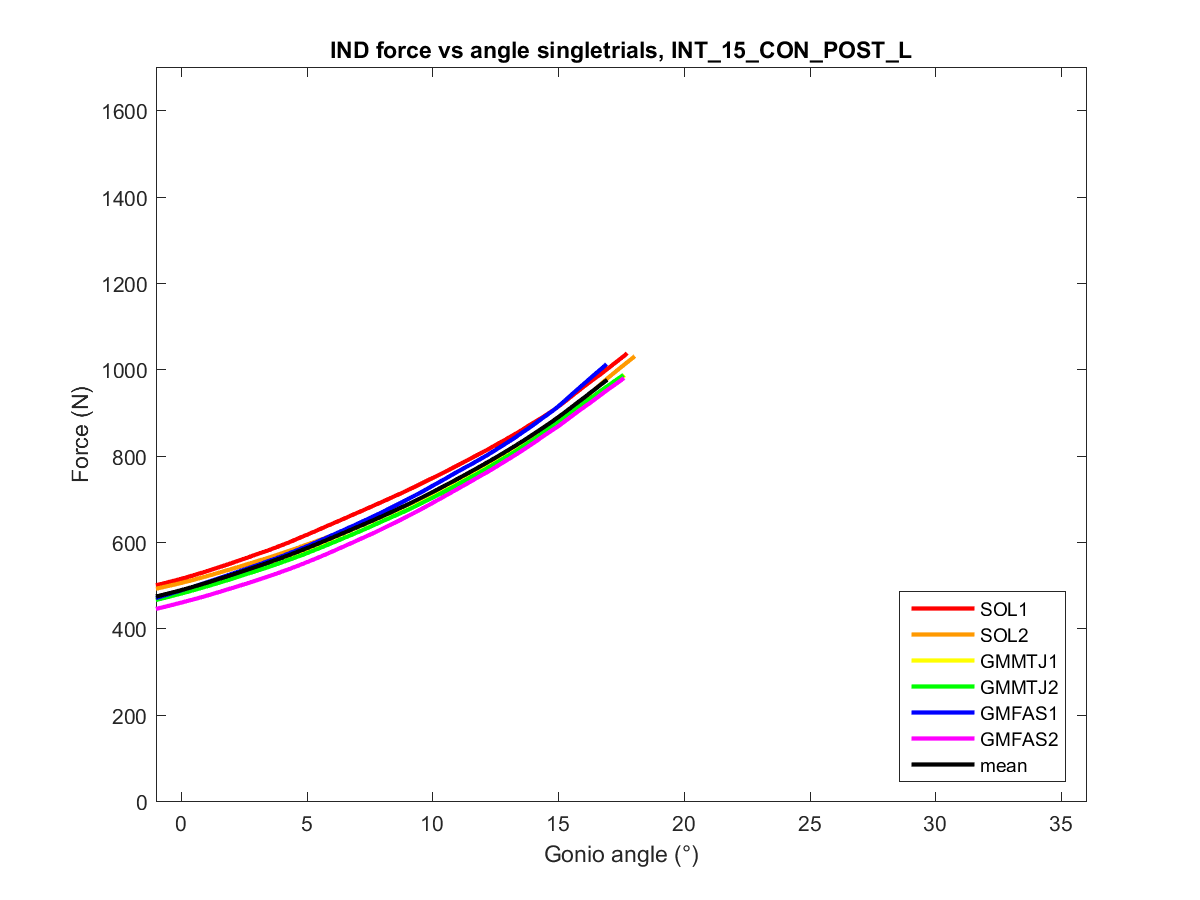 IND force vs angle singletrials, INT_15_CON_POST_L
1600
1400
1200
1000
800
600
400
200
0
Force (N)
0 5 10 15 20 25 30 35
Gonio angle (°)
SOL1
SOL2
GMMTJ1
GMMTJ2
GMFAS1
GMFAS2
mean